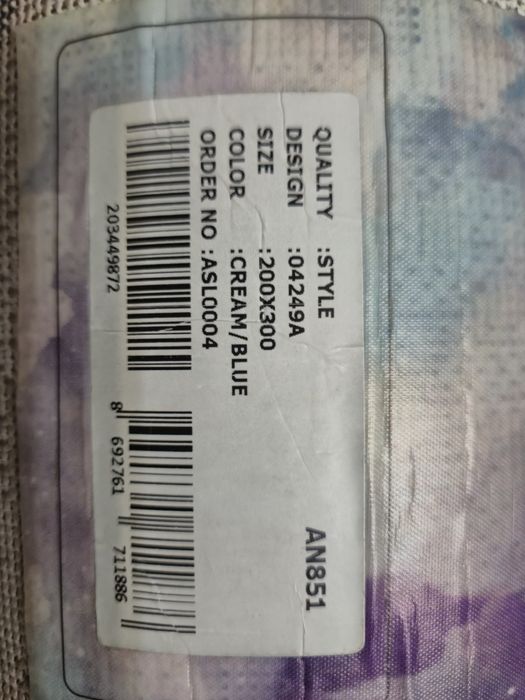 QUALITY :STYLE
DESIGN :04249A
SIZE :200X300
COLOR :CREAM/BLUE
ORDER NO :ASL0004
AN851
203449872
8 692761 711886